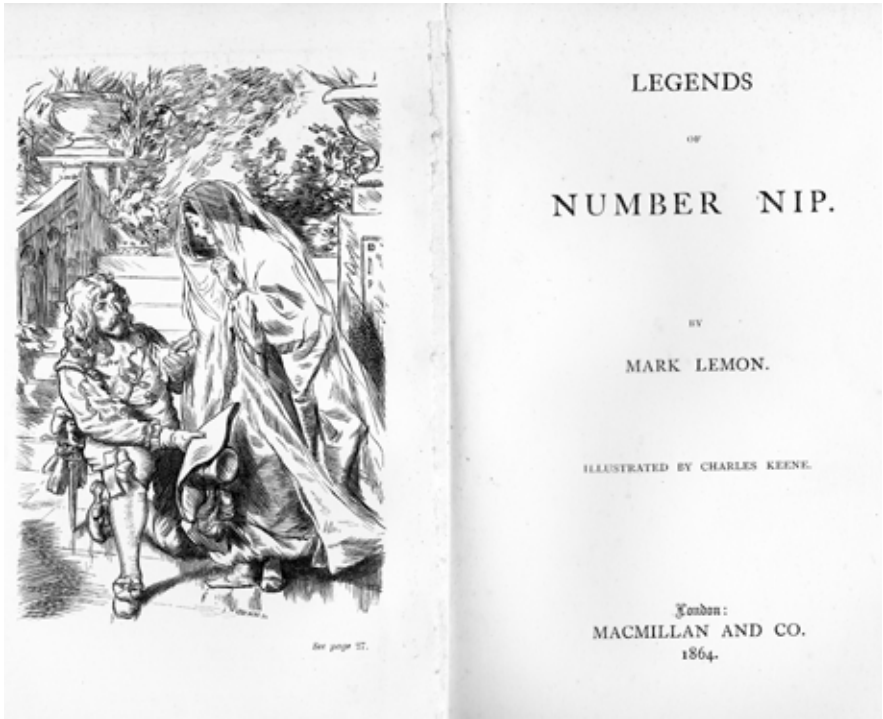 See page 27.
LEGENDS
OF
NUMBER NIP.
BY
MARK LEMON.
ILLUSTRATED BY CHARLES KEENE.
London:
MACMILLAN AND CO.
1864.